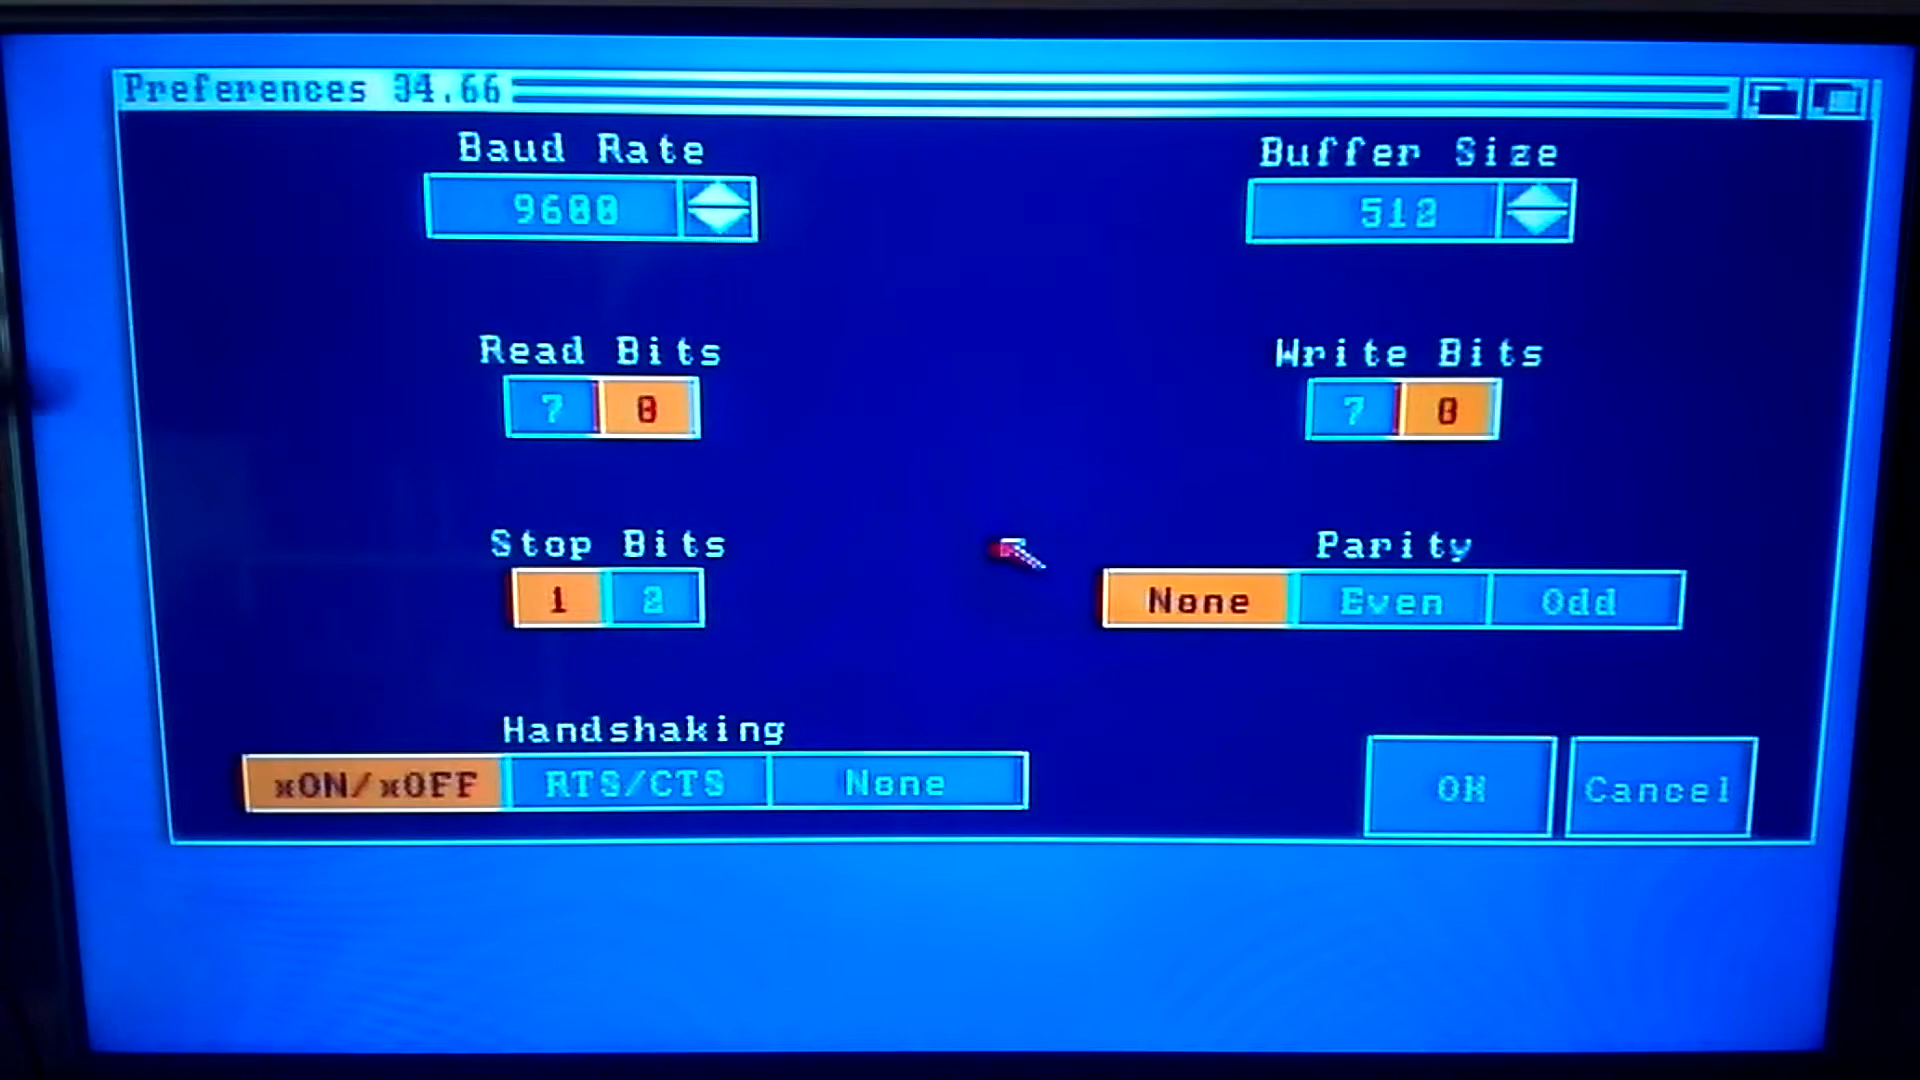 Preferences 34.66
Baud Rate
Buffer Size
9600
512
Read Bits
Write Bits
7 8
7 8
Stop Bits
Parity
1 2
None Even Odd
Handshaking
xON/xOFF RTS/CTS None
OK Cancel